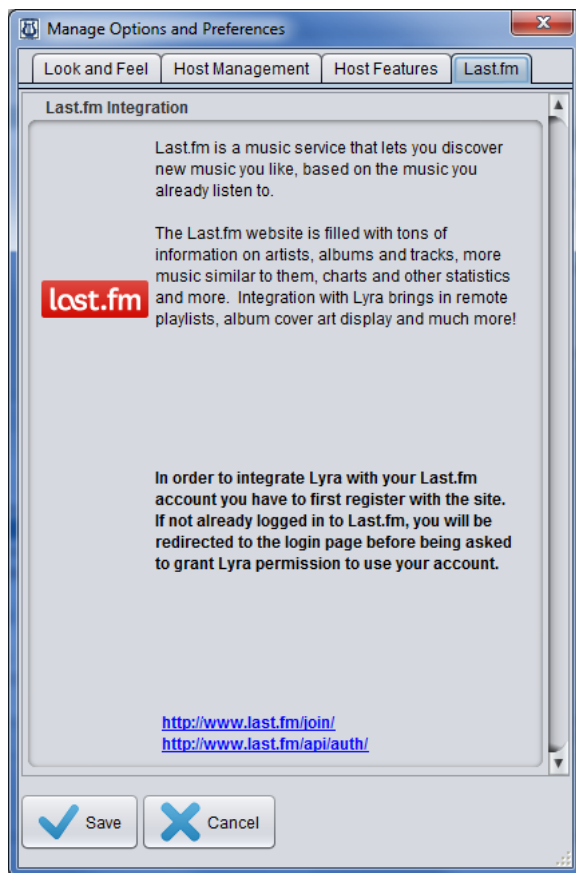 Manage Options and Preferences
Look and Feel
Host Management
Host Features
Last.fm
Last.fm Integration
Last.fm is a music service that lets you discover
new music you like, based on the music you
already listen to.
The Last.fm website is filled with tons of
information on artists, albums and tracks, more
music similar to them, charts and other statistics
and more.  Integration with Lyra brings in remote
playlists, album cover art display and much more!
last.fm
In order to integrate Lyra with your Last.fm
account you have to first register with the site.
If not already logged in to Last.fm, you will be
redirected to the login page before being asked
to grant Lyra permission to use your account.
http://www.last.fm/join/
http://www.last.fm/api/auth/
Save
Cancel